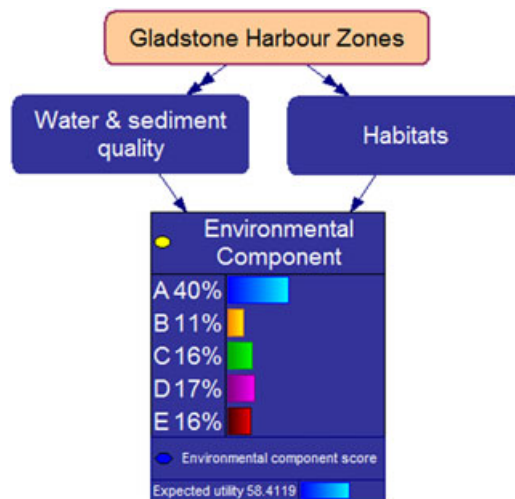 Gladstone Harbour Zones
Water & sediment
quality
Habitats
Environmental
Component
A 40%
B 11%
C 16%
D 17%
E 16%
Environmental component score
Expected utility 58.4119